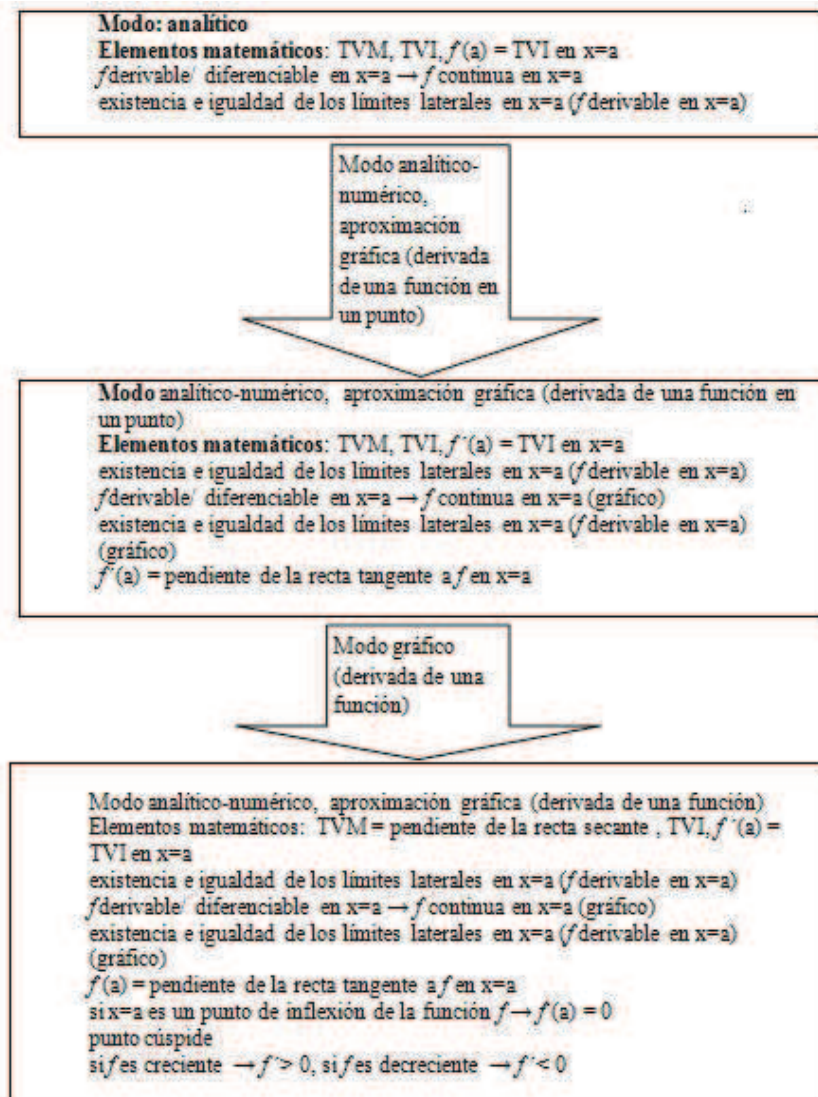 Modo: analítico
Elementos matemáticos: TVM, TVI, f´(a) = TVI en x=a
f derivable/ diferenciable en x=a → f continua en x=a
existencia e igualdad de los límites laterales en x=a (f derivable en x=a)
Modo analítico-
numérico,
aproximación
gráfica (derivada
de una función en
un punto)
Modo analítico-numérico, aproximación gráfica (derivada de una función en
un punto)
Elementos matemáticos: TVM, TVI, f´(a) = TVI en x=a
existencia e igualdad de los límites laterales en x=a (f derivable en x=a)
f derivable/ diferenciable en x=a → f continua en x=a (gráfico)
existencia e igualdad de los límites laterales en x=a (f derivable en x=a)
(gráfico)
f´(a) = pendiente de la recta tangente a f en x=a
Modo gráfico
(derivada de una
función)
Modo analítico-numérico, aproximación gráfica (derivada de una función)
Elementos matemáticos: TVM = pendiente de la recta secante , TVI, f´(a) =
TVI en x=a
existencia e igualdad de los límites laterales en x=a (f derivable en x=a)
f derivable/ diferenciable en x=a → f continua en x=a (gráfico)
existencia e igualdad de los límites laterales en x=a (f derivable en x=a)
(gráfico)
f´(a) = pendiente de la recta tangente a f en x=a
si x=a es un punto de inflexión de la función f → f´(a) = 0
punto cúspide
si f es creciente → f´> 0, si f es decreciente → f´< 0